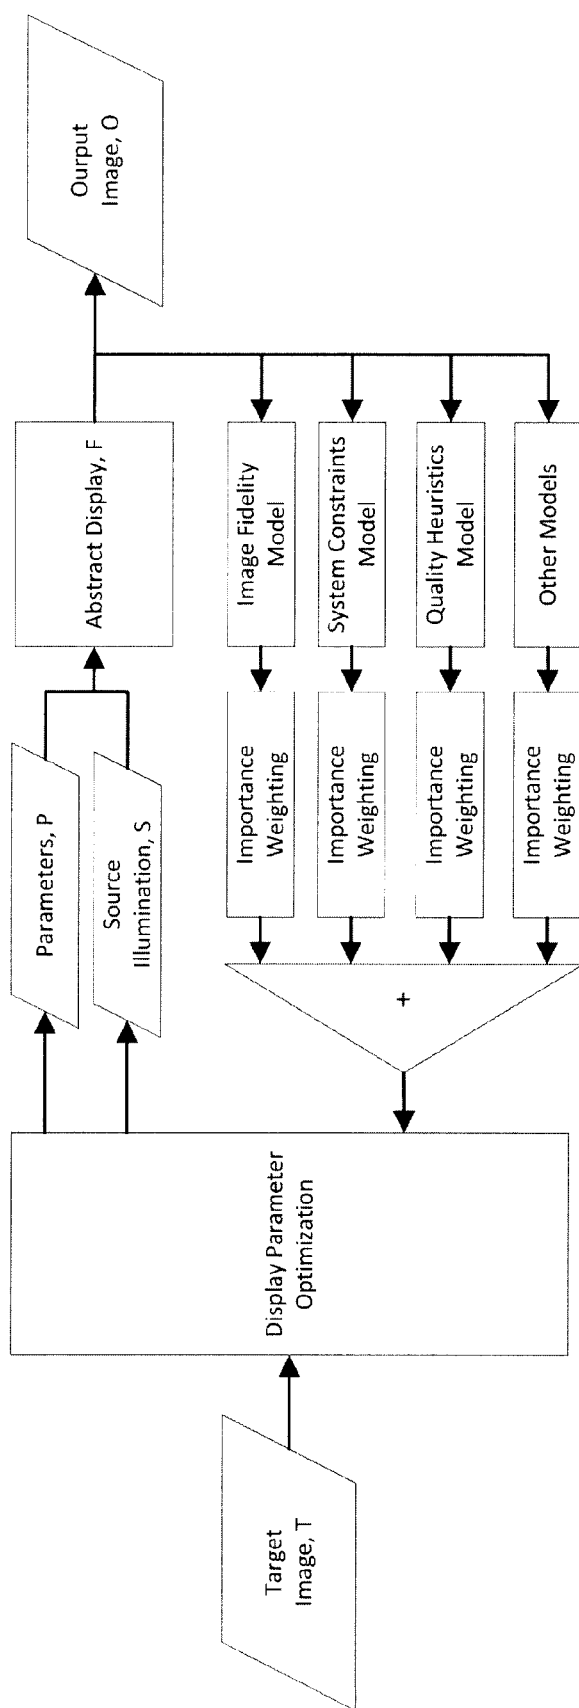 Target
Image, T
Display Parameter
Optimization
Parameters, P
Source
Illumination, S
Abstract Display, F
Ourput
Image, O
Image Fidelity
Model
System Constraints
Model
Quality Heuristics
Model
Other Models
Importance
Weighting
Importance
Weighting
Importance
Weighting
Importance
Weighting
+